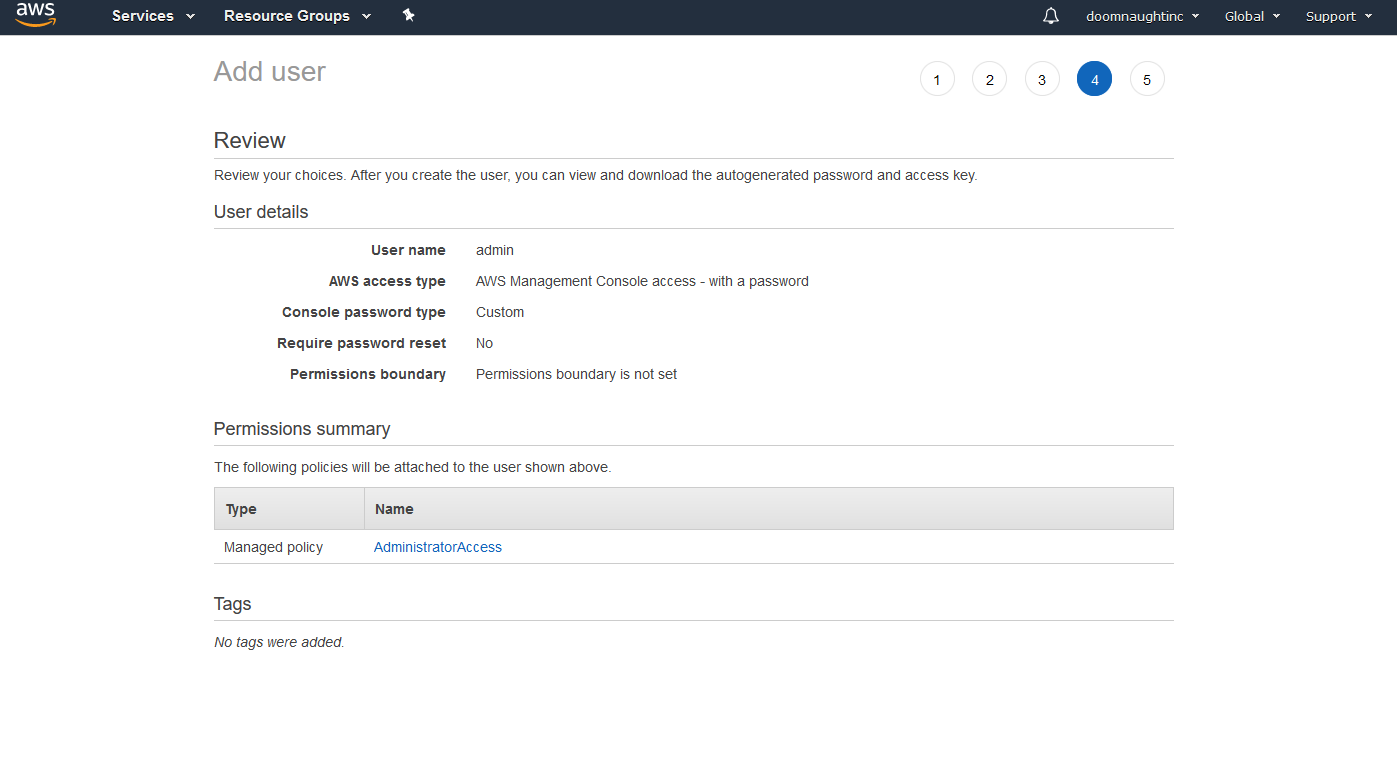 aws Services Resource Groups doomnaughtinc Global Support
Add user 1 2 3 4 5
Review
Review your choices. After you create the user, you can view and download the autogenerated password and access key.
User details
User name admin
AWS access type AWS Management Console access - with a password
Console password type Custom
Require password reset No
Permissions boundary Permissions boundary is not set
Permissions summary
The following policies will be attached to the user shown above.
Type Name
Managed policy AdministratorAccess
Tags
No tags were added.